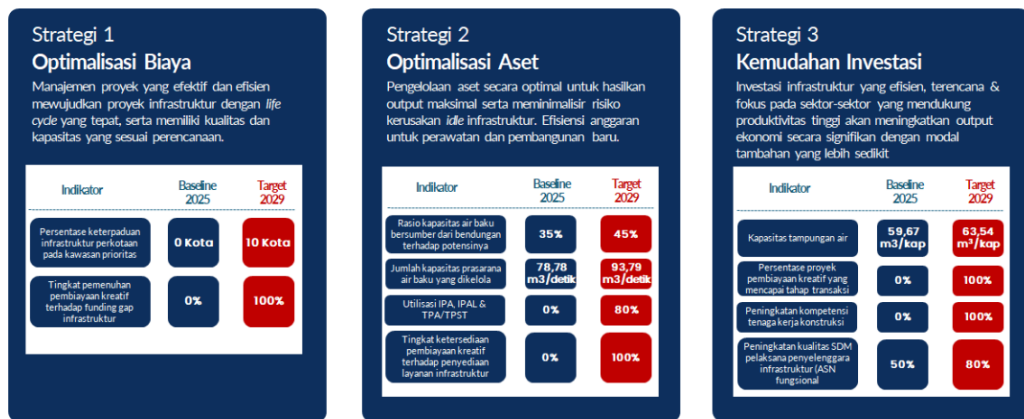 Strategi 1
Optimalisasi Biaya
Manajemen proyek yang efektif dan efisien
mewujudkan proyek infrastruktur dengan life
cycle yang tepat, serta memiliki kualitas dan
kapasitas yang sesuai perencanaan.
Indikator
Baseline
2025
Target
2029
Persentase keterpaduan
infrastruktur perkotaan
pada kawasan prioritas
0 Kota
10 Kota
Tingkat pemenuhan
pembiayaan kreatif
terhadap funding gap
infrastruktur
0%
100%
Strategi 2
Optimalisasi Aset
Pengelolaan aset secara optimal untuk hasilkan
output maksimal serta meminimalisir risiko
kerusakan idle infrastruktur. Efisiensi anggaran
untuk perawatan dan pembangunan baru.
Indikator
Baseline
2025
Target
2029
Rasio kapasitas air baku
bersumber dari bendungan
terhadap potensinya
35%
45%
Jumlah kapasitas prasarana
air baku yang dikelola
78,78
m3/detik
93,79
m3/detik
Utilisasi IPA, IPAL &
TPA/TPST
0%
80%
Tingkat ketersediaan
pembiayaan kreatif
terhadap penyediaan
layanan infrastruktur
0%
100%
Strategi 3
Kemudahan Investasi
Investasi infrastruktur yang efisien, terencana &
fokus pada sektor-sektor yang mendukung
produktivitas tinggi akan meningkatkan output
ekonomi secara signifikan dengan modal
tambahan yang lebih sedikit
Indikator
Baseline
2025
Target
2029
Kapasitas tampungan air
59,67
m3/kap
63,54
m³/kap
Persentase proyek
pembiayaan kreatif yang
mencapai tahap transaksi
0%
100%
Peningkatan kompetensi
tenaga kerja konstruksi
0%
100%
Peningkatan kualitas SDM
pelaksana penyelenggara
infrastruktur (ASN
fungsional
50%
80%